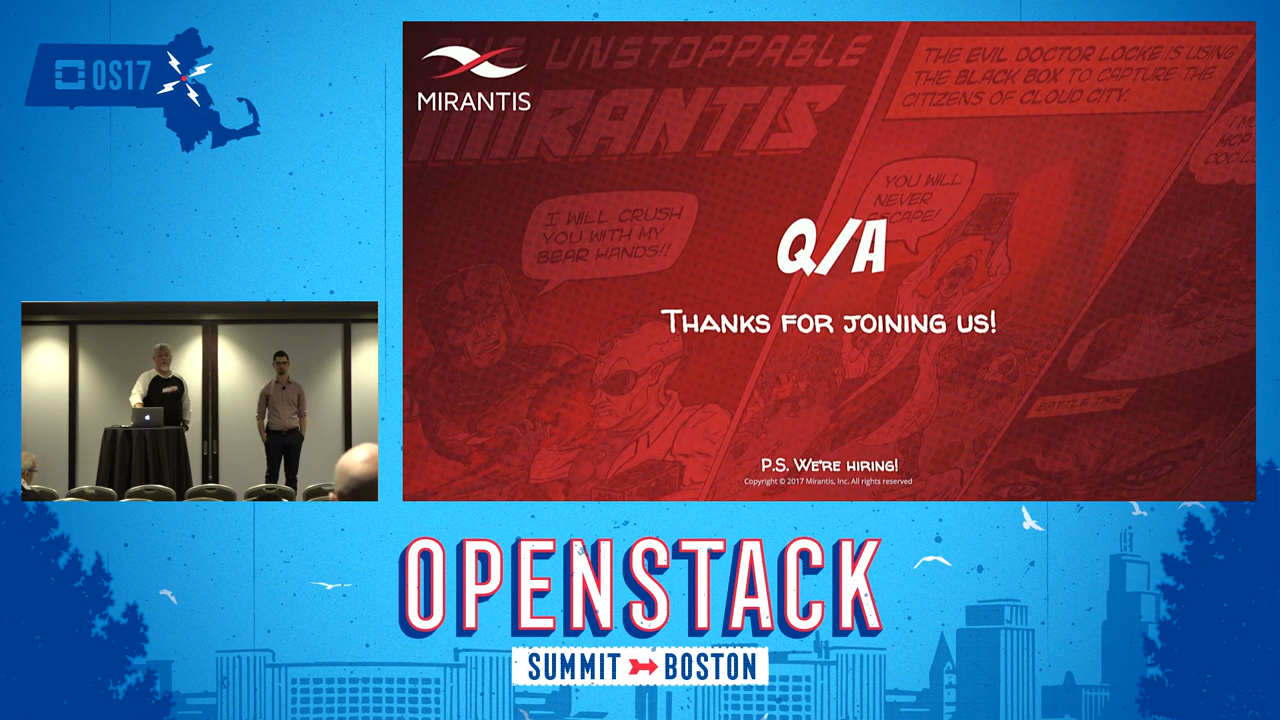 OS17
MIRANTIS
THE UNSTOPPABLE
MIRANTIS
THE EVIL DOCTOR LOCKE IS USING
THE BLACK BOX TO CAPTURE THE
CITIZENS OF CLOUD CITY.
I WILL CRUSH
YOU WITH MY
BEAR HANDS!!
YOU WILL
NEVER
ESCAPE!
Q/A
THANKS FOR JOINING US!
BATTLE TIME!
P.S. WE'RE HIRING!
Copyright © 2017 Mirantis, Inc. All rights reserved
OPENSTACK
SUMMIT BOSTON